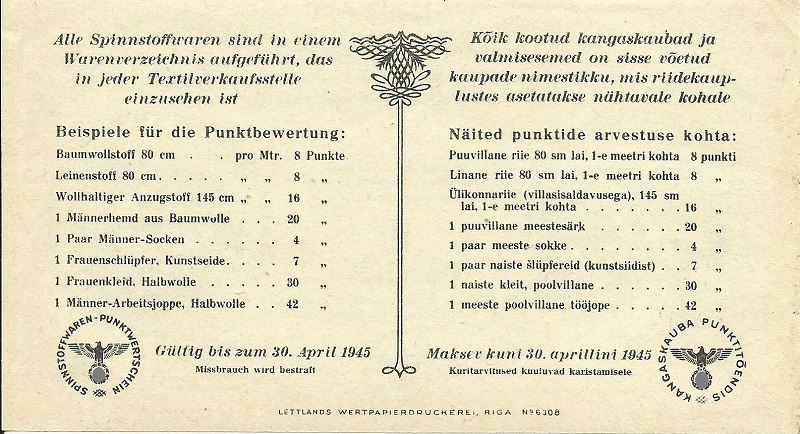 Alle Spinnstoffwaren sind in einem
Warenverzeichnis aufgeführt, das
in jeder Textilverkaufsstelle
einzusehen ist
Beispiele für die Punktbewertung:
Baumwollstoff 80 cm . . pro Mtr. 8 Punkte
Leinenstoff 80 cm. . . . . „ „ 8 „
Wollhaltiger Anzugstoff 145 cm „ „ 16 „
1 Männerhemd aus Baumwolle . . . 20 „
1 Paar Männer-Socken . . . . . . 4 „
1 Frauenschlüpfer, Kunstseide. . . . 7 „
1 Frauenkleid, Halbwolle . . . . . 30 „
1 Männer-Arbeitsjoppe, Halbwolle . . 42 „
SPINNSTOFFWAREN-PUNKTWERTSCHEIN
Gültig bis zum 30. April 1945
Missbrauch wird bestraft
Kõik kootud kangaskaubad ja
valmisesemed on sisse võetud
kaupade nimestikku, mis riidekaup-
lustes asetatakse nähtavale kohale
Näited punktide arvestuse kohta:
Puuvillane riie 80 sm lai, 1-e meetri kohta 8 punkti
Linane riie 80 sm lai, 1-e meetri kohta 8 „
Ülikonnariie (villasisaldavusega), 145 sm
lai, 1-e meetri kohta . . . . . . . 16 „
1 puuvillane meestesärk . . . . . . 20 „
1 paar meeste sokke . . . . . . . . 4 „
1 paar naiste šlüpfereid (kunstsiidist) . . 7 „
1 naiste kleit, poolvillane . . . . . 30 „
1 meeste poolvillane tööjope . . . . 42 „
Maksev kuni 30. aprillini 1945
Kuritarvitused kuuluvad karistamisele
KANGASKAUBA PUNKTITÕENDIS
LETTLANDS WERTPAPIERDRUCKEREI, RIGA № 6308